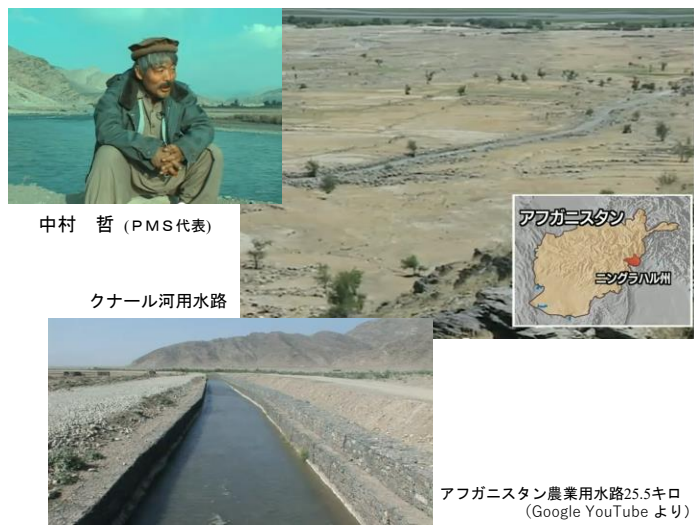 中村　哲 (ＰＭＳ代表)
アフガニスタン
ニングラハル州
クナール河用水路
アフガニスタン農業用水路25.5キロ
（Google YouTube より）